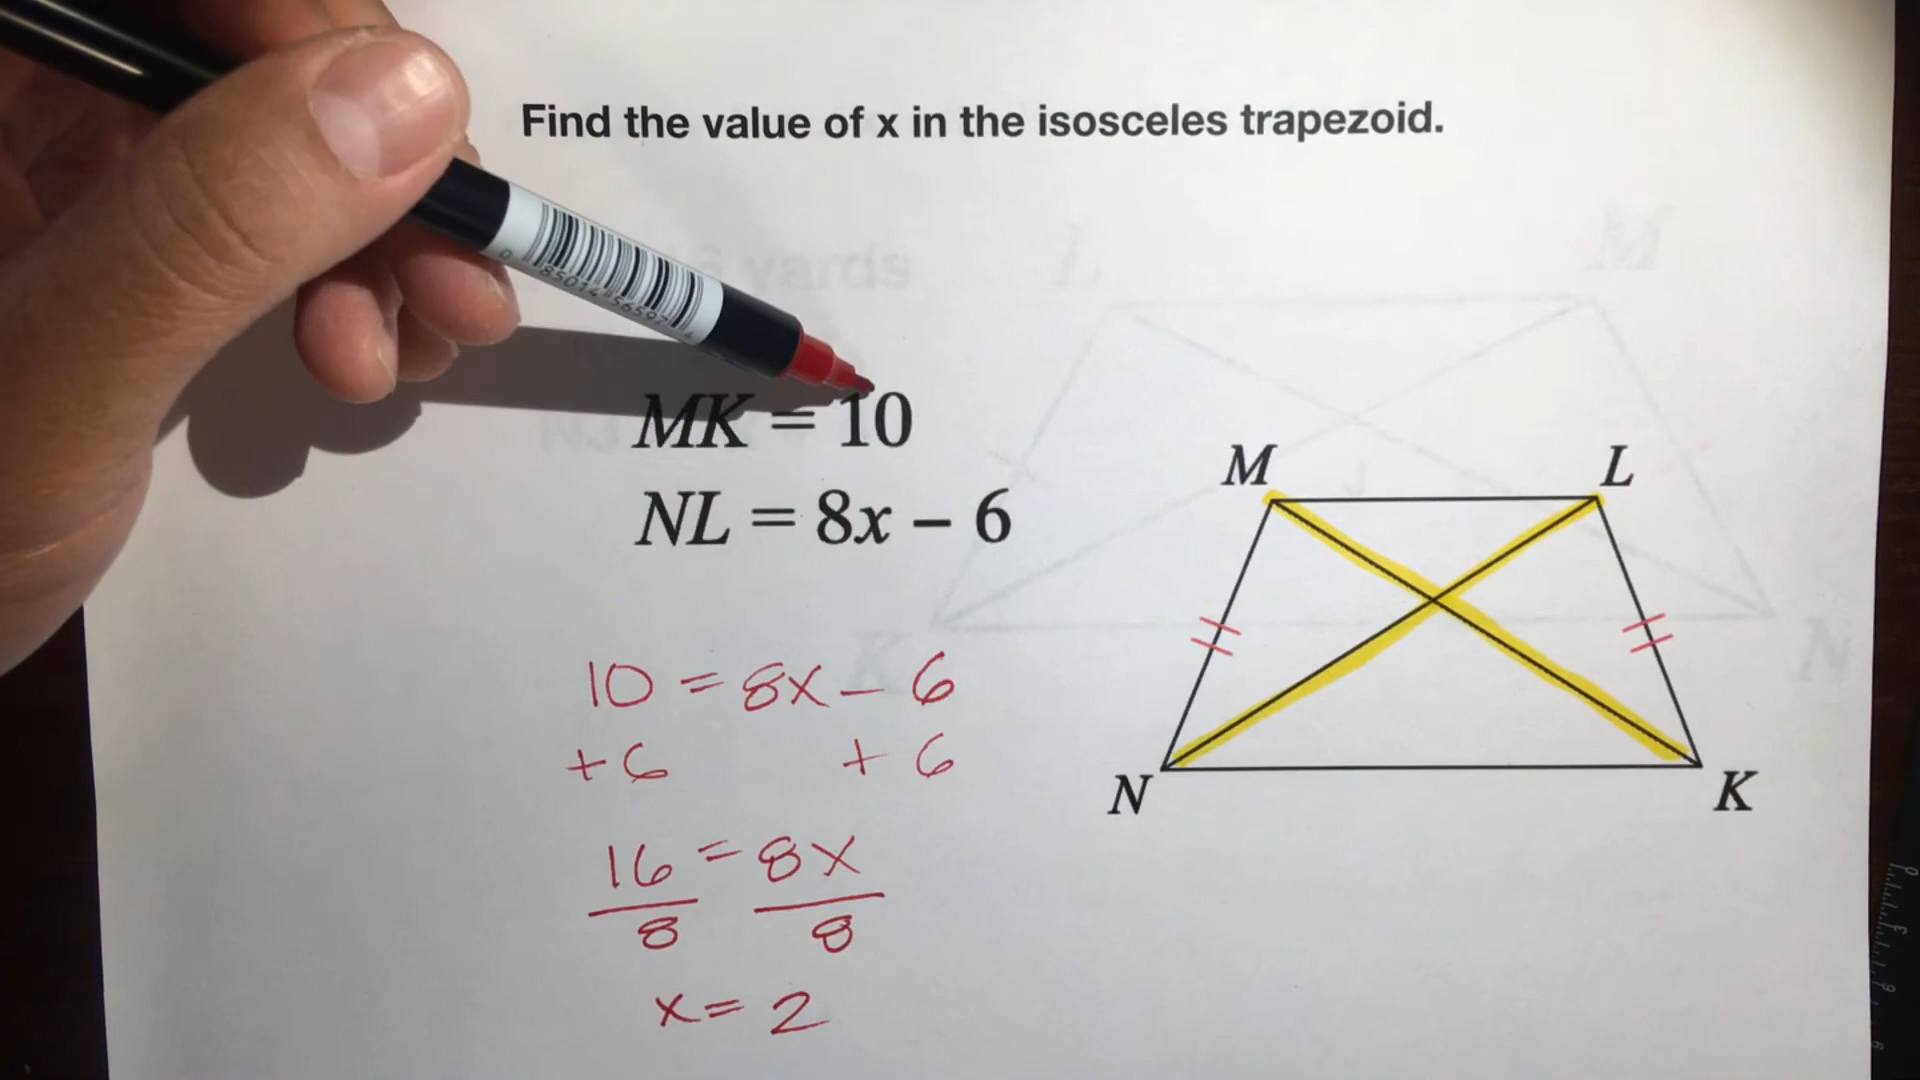 Find the value of x in the isosceles trapezoid.
yards
M
MK = 10
NL = 8x – 6
M
L
N
K
K
N
10 = 8x – 6
+6 +6
16 = 8x
8 8
x = 2